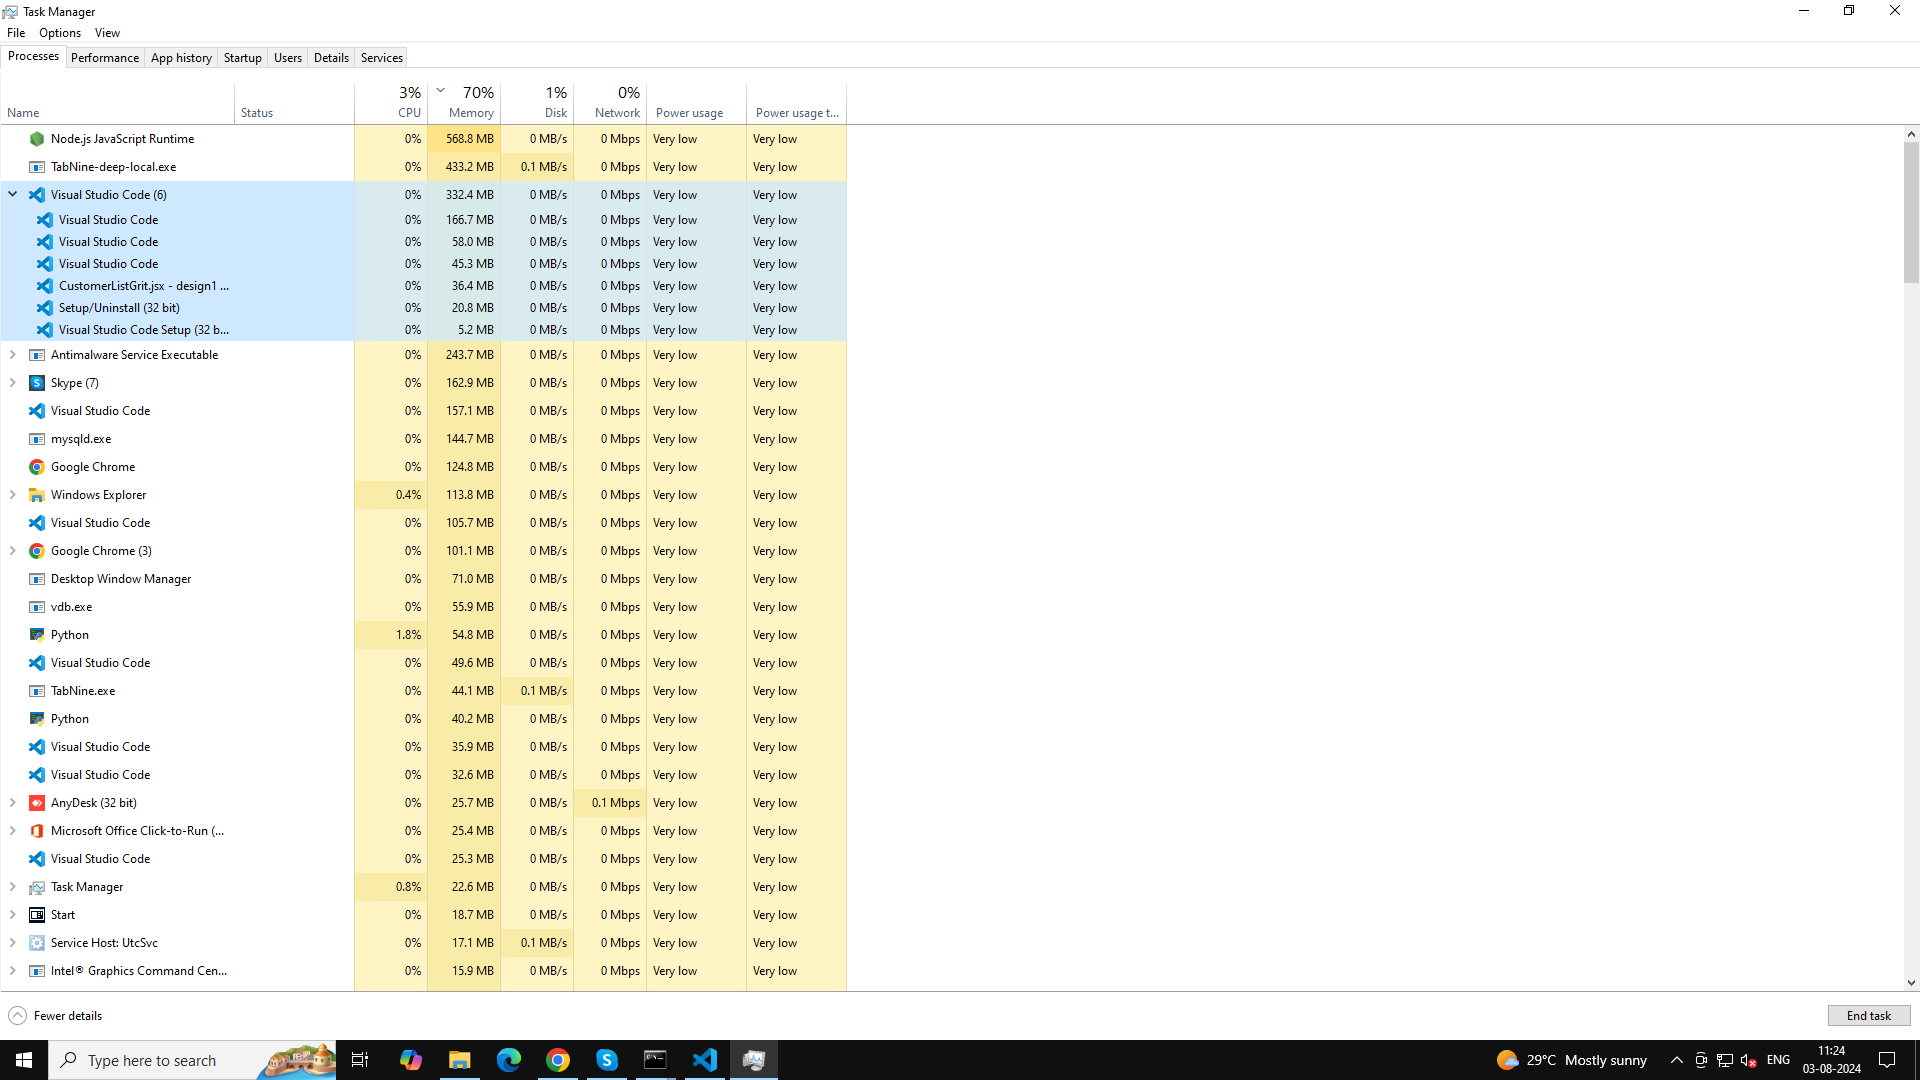 Task Manager
File Options View
Processes Performance App history Startup Users Details Services
3% 70% 1% 0%
Name Status CPU Memory Disk Network Power usage Power usage t...
Node.js JavaScript Runtime 0% 568.8 MB 0 MB/s 0 Mbps Very low Very low
TabNine-deep-local.exe 0% 433.2 MB 0.1 MB/s 0 Mbps Very low Very low
Visual Studio Code (6) 0% 332.4 MB 0 MB/s 0 Mbps Very low Very low
Visual Studio Code 0% 166.7 MB 0 MB/s 0 Mbps Very low Very low
Visual Studio Code 0% 58.0 MB 0 MB/s 0 Mbps Very low Very low
Visual Studio Code 0% 45.3 MB 0 MB/s 0 Mbps Very low Very low
CustomerListGrit.jsx - design1 ... 0% 36.4 MB 0 MB/s 0 Mbps Very low Very low
Setup/Uninstall (32 bit) 0% 20.8 MB 0 MB/s 0 Mbps Very low Very low
Visual Studio Code Setup (32 b... 0% 5.2 MB 0 MB/s 0 Mbps Very low Very low
Antimalware Service Executable 0% 243.7 MB 0 MB/s 0 Mbps Very low Very low
Skype (7) 0% 162.9 MB 0 MB/s 0 Mbps Very low Very low
Visual Studio Code 0% 157.1 MB 0 MB/s 0 Mbps Very low Very low
mysqld.exe 0% 144.7 MB 0 MB/s 0 Mbps Very low Very low
Google Chrome 0% 124.8 MB 0 MB/s 0 Mbps Very low Very low
Windows Explorer 0.4% 113.8 MB 0 MB/s 0 Mbps Very low Very low
Visual Studio Code 0% 105.7 MB 0 MB/s 0 Mbps Very low Very low
Google Chrome (3) 0% 101.1 MB 0 MB/s 0 Mbps Very low Very low
Desktop Window Manager 0% 71.0 MB 0 MB/s 0 Mbps Very low Very low
vdb.exe 0% 55.9 MB 0 MB/s 0 Mbps Very low Very low
Python 1.8% 54.8 MB 0 MB/s 0 Mbps Very low Very low
Visual Studio Code 0% 49.6 MB 0 MB/s 0 Mbps Very low Very low
TabNine.exe 0% 44.1 MB 0.1 MB/s 0 Mbps Very low Very low
Python 0% 40.2 MB 0 MB/s 0 Mbps Very low Very low
Visual Studio Code 0% 35.9 MB 0 MB/s 0 Mbps Very low Very low
Visual Studio Code 0% 32.6 MB 0 MB/s 0 Mbps Very low Very low
AnyDesk (32 bit) 0% 25.7 MB 0 MB/s 0.1 Mbps Very low Very low
Microsoft Office Click-to-Run (... 0% 25.4 MB 0 MB/s 0 Mbps Very low Very low
Visual Studio Code 0% 25.3 MB 0 MB/s 0 Mbps Very low Very low
Task Manager 0.8% 22.6 MB 0 MB/s 0 Mbps Very low Very low
Start 0% 18.7 MB 0 MB/s 0 Mbps Very low Very low
Service Host: UtcSvc 0% 17.1 MB 0.1 MB/s 0 Mbps Very low Very low
Intel® Graphics Command Cen... 0% 15.9 MB 0 MB/s 0 Mbps Very low Very low
Fewer details End task
Type here to search 29°C Mostly sunny ENG 11:24
03-08-2024